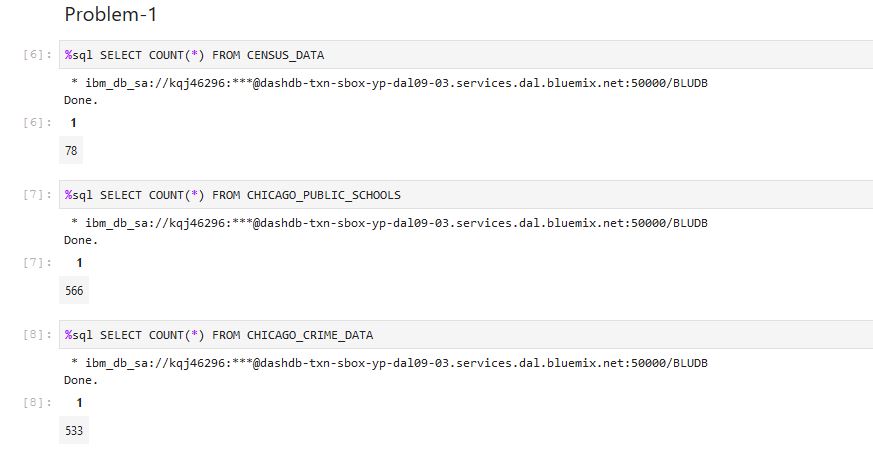 Problem-1
[6]: %sql SELECT COUNT(*) FROM CENSUS_DATA
* ibm_db_sa://kqj46296:***@dashdb-txn-sbox-yp-dal09-03.services.dal.bluemix.net:50000/BLUDB
Done.
[6]: 1
78
[7]: %sql SELECT COUNT(*) FROM CHICAGO_PUBLIC_SCHOOLS
* ibm_db_sa://kqj46296:***@dashdb-txn-sbox-yp-dal09-03.services.dal.bluemix.net:50000/BLUDB
Done.
[7]: 1
566
[8]: %sql SELECT COUNT(*) FROM CHICAGO_CRIME_DATA
* ibm_db_sa://kqj46296:***@dashdb-txn-sbox-yp-dal09-03.services.dal.bluemix.net:50000/BLUDB
Done.
[8]: 1
533